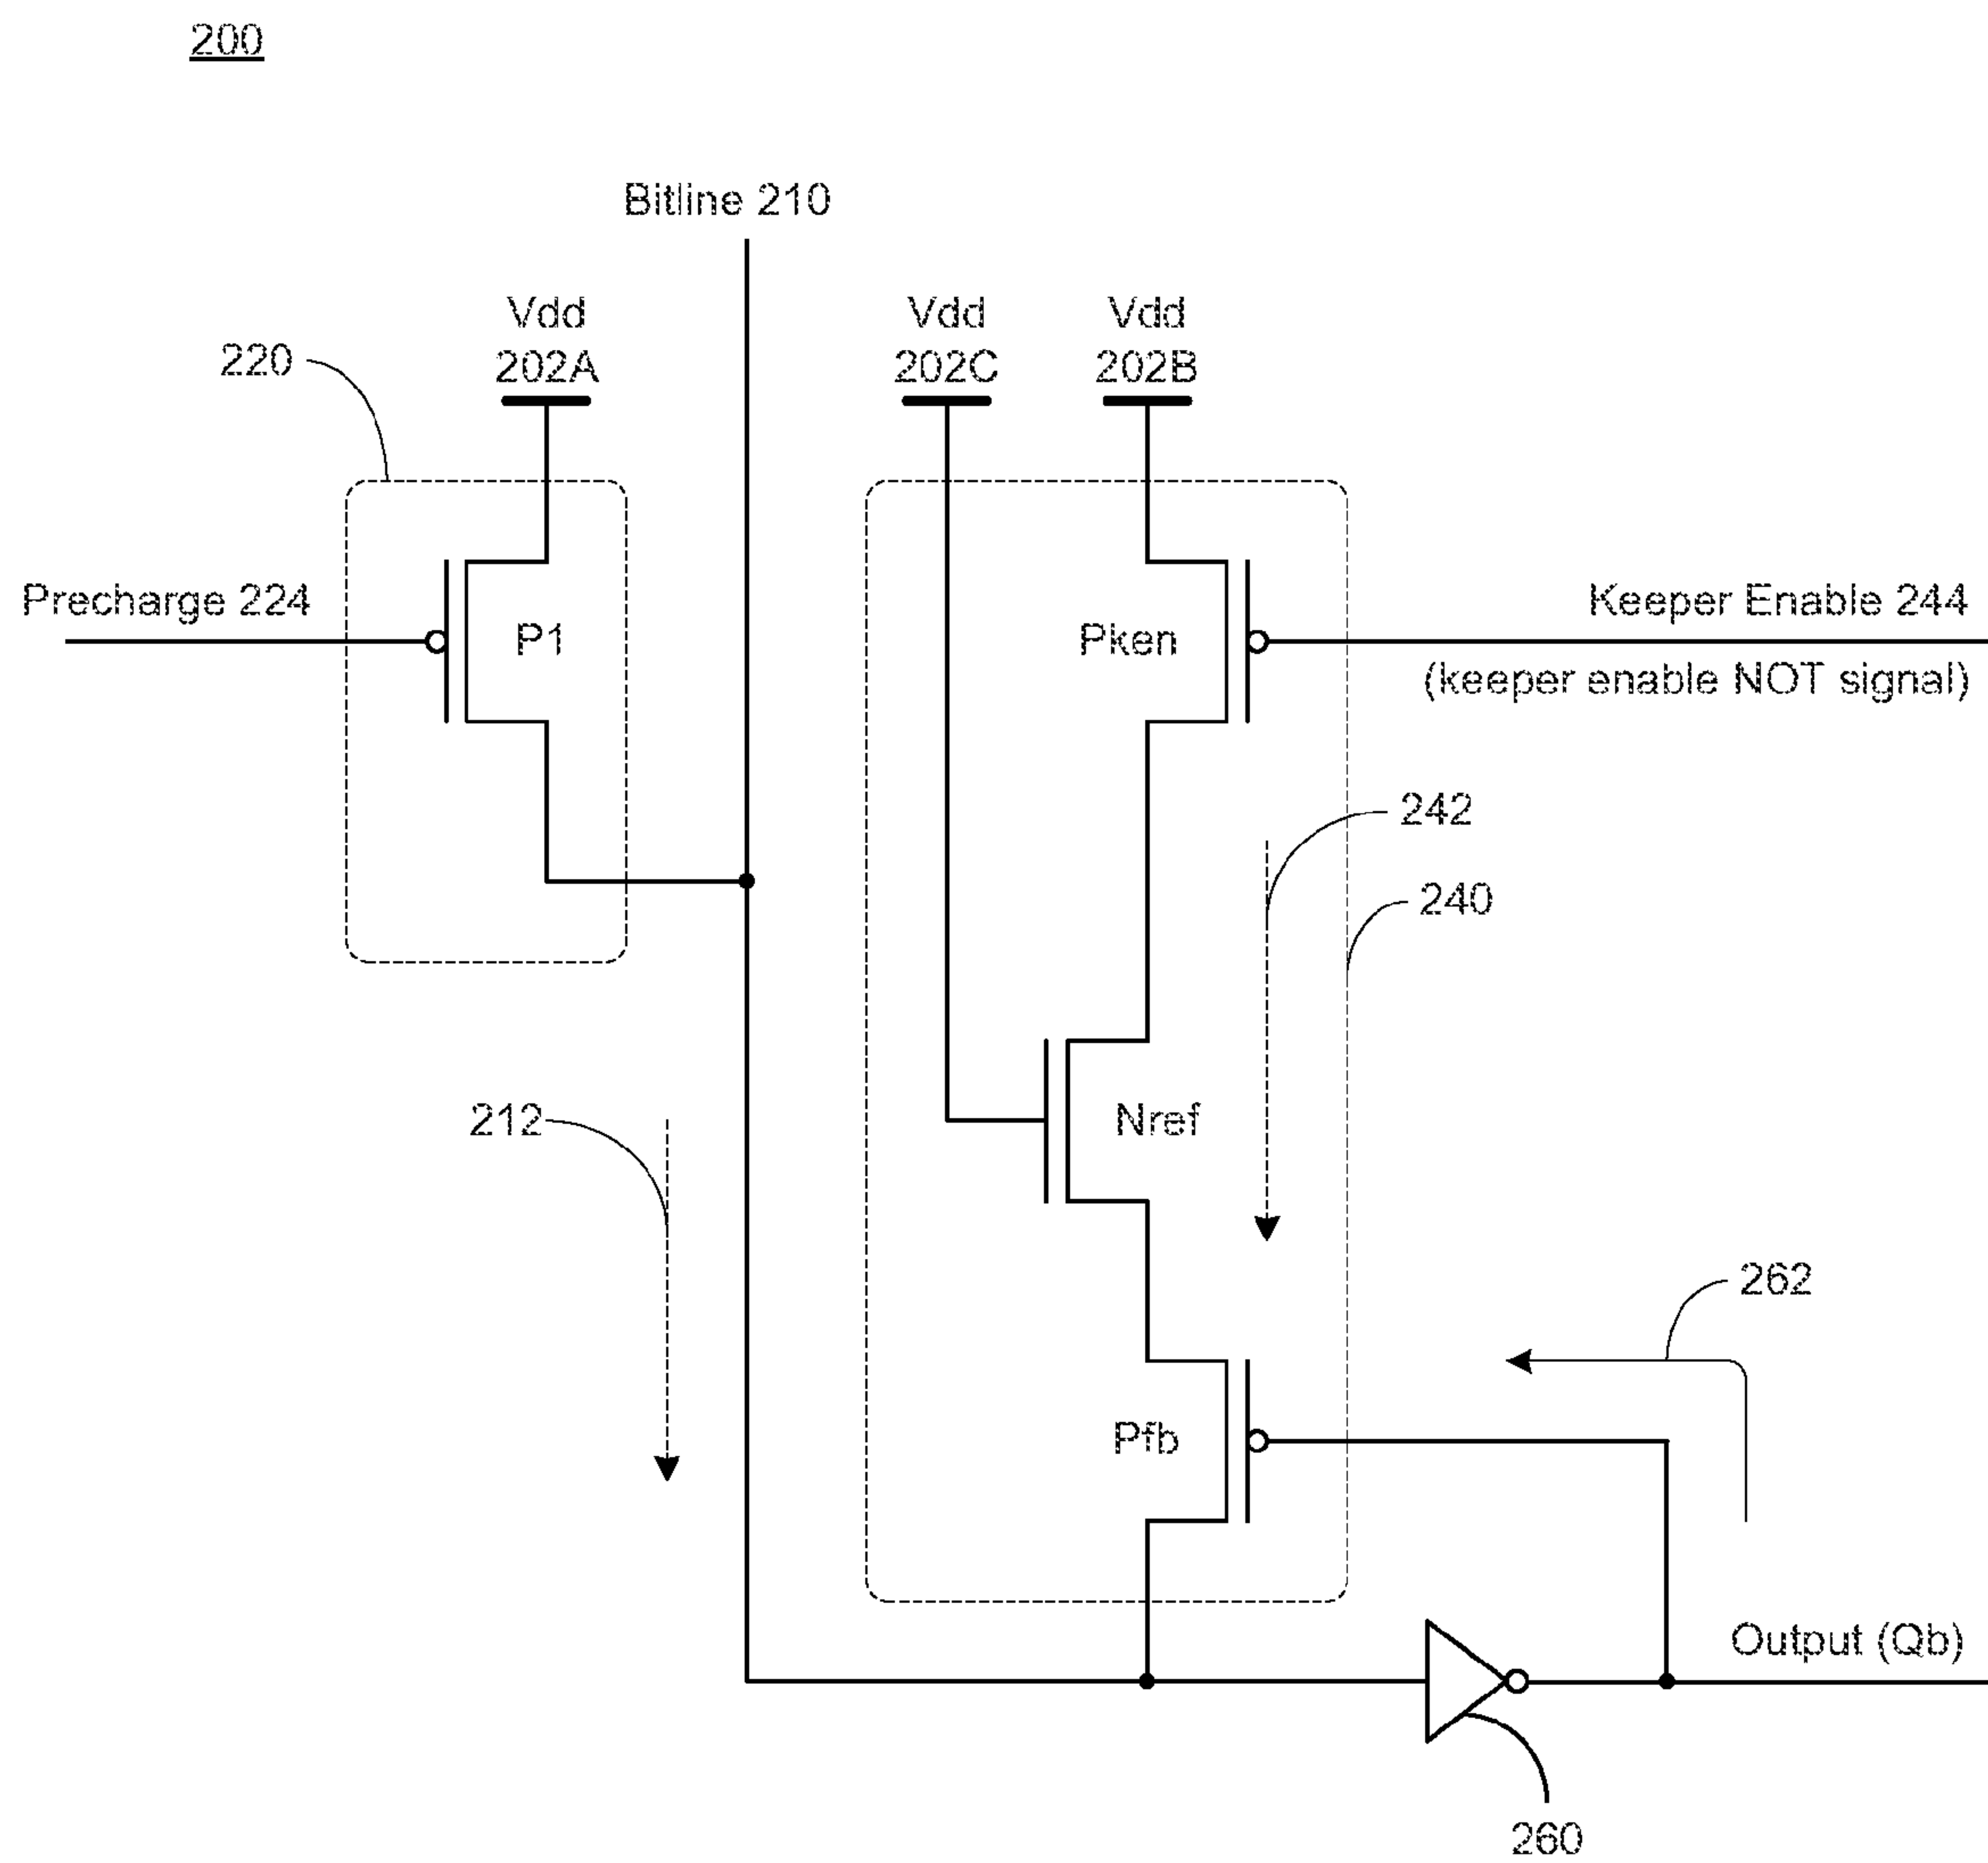 200
Bitline 210
Vdd
202A
Vdd
202C
Vdd
202B
220
Precharge 224
P1
Pken
Keeper Enable 244
(keeper enable NOT signal)
242
240
212
Nref
262
Pfb
Output (Qb)
260